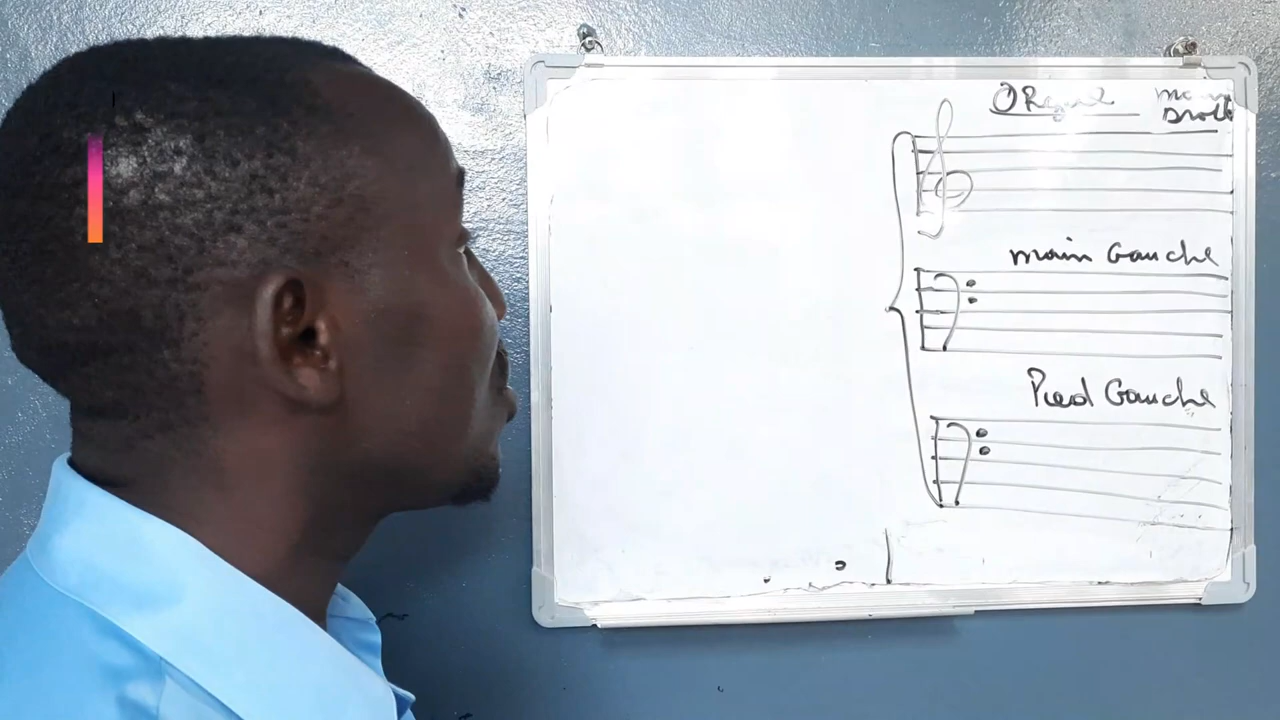 ORgue
main
Droite
main Gauche
Pied Gauche